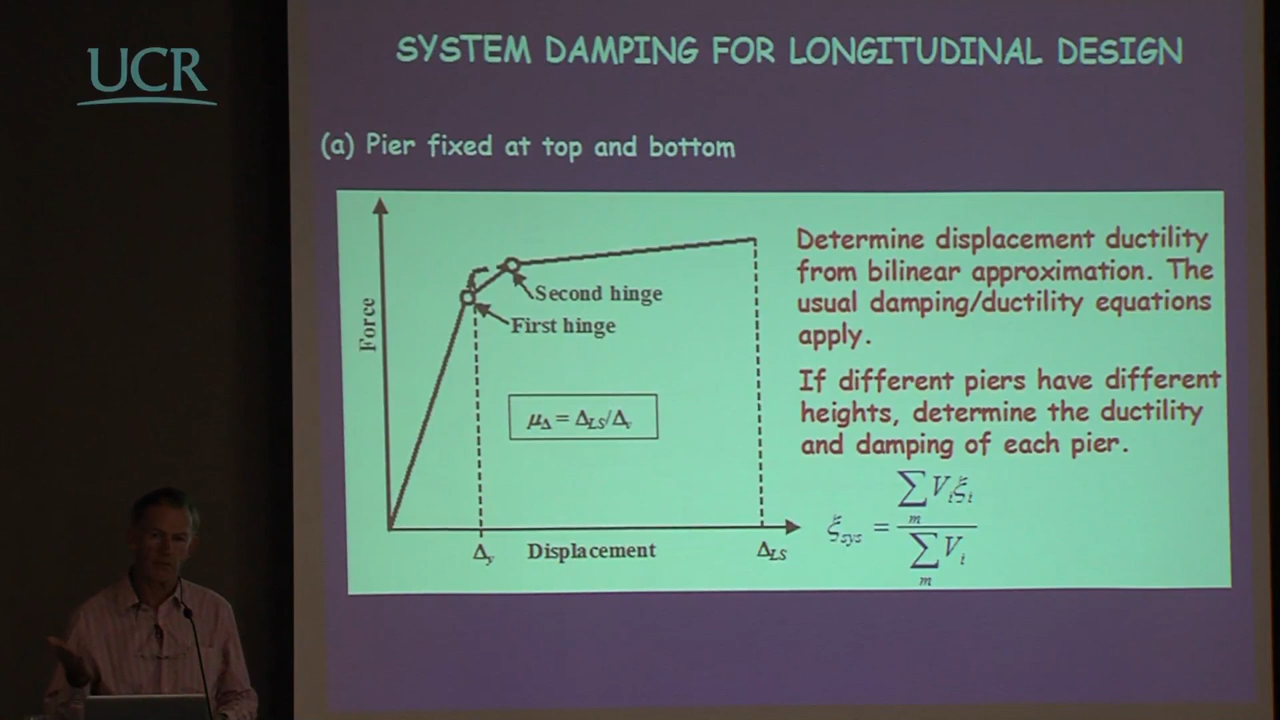 UCR
SYSTEM DAMPING FOR LONGITUDINAL DESIGN
(a) Pier fixed at top and bottom
Force
Second hinge
First hinge
μΔ = ΔLS/Δy
Δy
Displacement
ΔLS
Determine displacement ductility
from bilinear approximation. The
usual damping/ductility equations
apply.
If different piers have different
heights, determine the ductility
and damping of each pier.
ξsys = ∑m Viξi / ∑m Vi